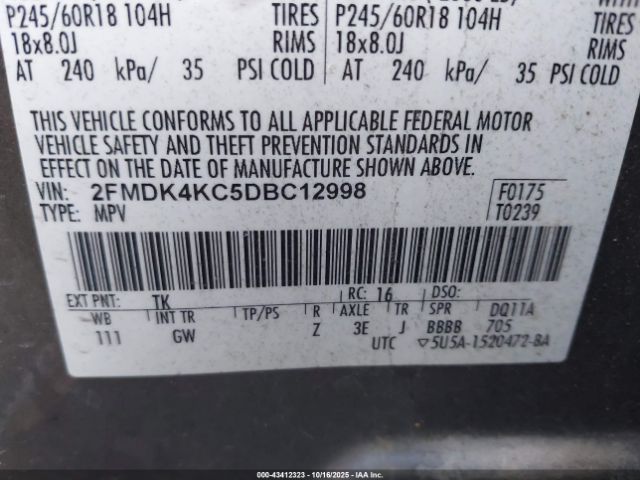 P245/60R18 104H TIRES P245/60R18 104H TIRES
18x8.0J RIMS 18x8.0J RIMS
AT 240 kPa/ 35 PSI COLD AT 240 kPa/ 35 PSI COLD
THIS VEHICLE CONFORMS TO ALL APPLICABLE FEDERAL MOTOR
VEHICLE SAFETY AND THEFT PREVENTION STANDARDS IN
EFFECT ON THE DATE OF MANUFACTURE SHOWN ABOVE.
VIN: 2FMDK4KC5DBC12998 F0175
TYPE: MPV T0239
EXT PNT: TK RC: 16 DSO:
WB INT TR TP/PS R AXLE TR SPR DQ11A
111 GW Z 3E J BBBB 705
UTC ▽5U5A-1520472-BA
000-43412323 | 10/16/2025 | IAA Inc.